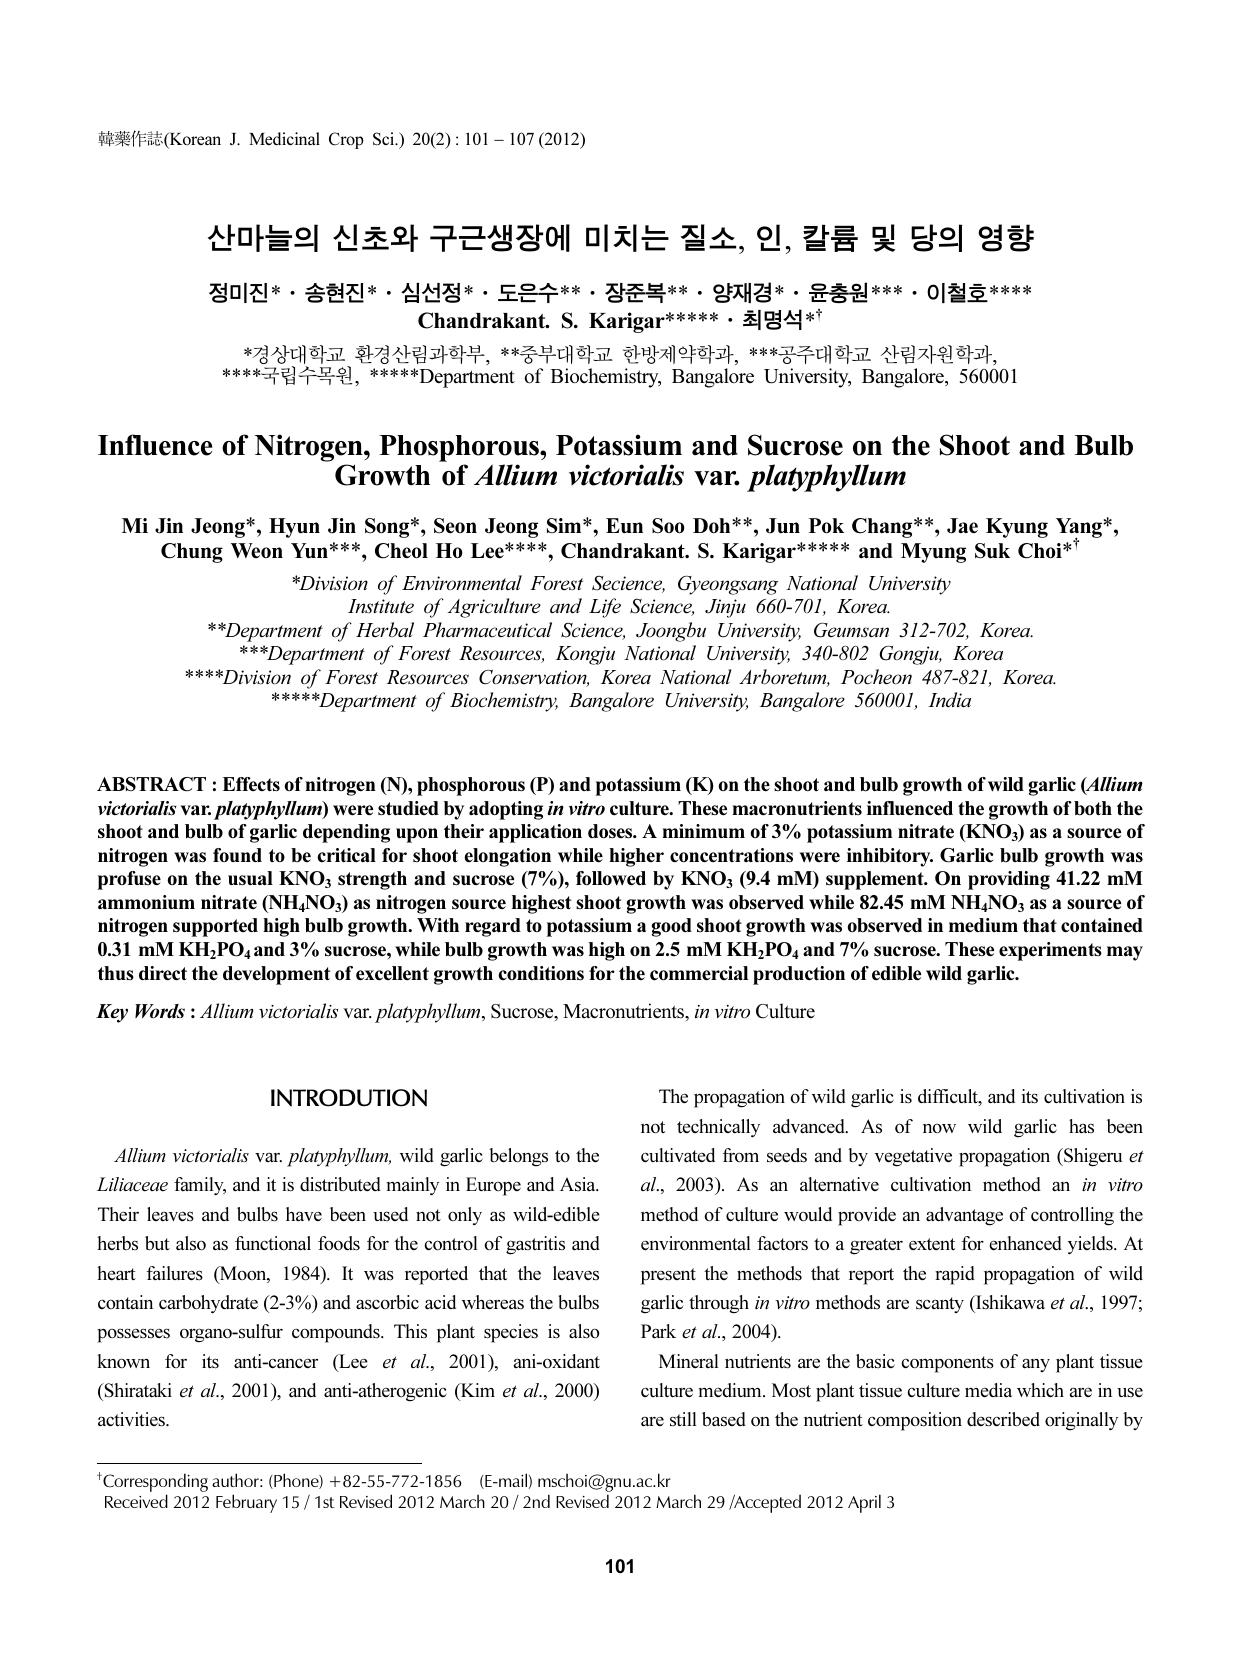 韓藥作誌(Korean J. Medicinal Crop Sci.) 20(2) : 101 − 107 (2012)
산마늘의 신초와 구근생장에 미치는 질소, 인, 칼륨 및 당의 영향
정미진*・송현진*・심선정*・도은수**・장준복**・양재경*・윤충원***・이철호****
Chandrakant. S. Karigar*****・최명석*†
*경상대학교 환경산림과학부, **중부대학교 한방제약학과, ***공주대학교 산림자원학과,
****국립수목원, *****Department of Biochemistry, Bangalore University, Bangalore, 560001
Influence of Nitrogen, Phosphorous, Potassium and Sucrose on the Shoot and Bulb
Growth of Allium victorialis var. platyphyllum
Mi Jin Jeong*, Hyun Jin Song*, Seon Jeong Sim*, Eun Soo Doh**, Jun Pok Chang**, Jae Kyung Yang*,
Chung Weon Yun***, Cheol Ho Lee****, Chandrakant. S. Karigar***** and Myung Suk Choi*†
*Division of Environmental Forest Secience, Gyeongsang National University
Institute of Agriculture and Life Science, Jinju 660-701, Korea.
**Department of Herbal Pharmaceutical Science, Joongbu University, Geumsan 312-702, Korea.
***Department of Forest Resources, Kongju National University, 340-802 Gongju, Korea
****Division of Forest Resources Conservation, Korea National Arboretum, Pocheon 487-821, Korea.
*****Department of Biochemistry, Bangalore University, Bangalore 560001, India
ABSTRACT : Effects of nitrogen (N), phosphorous (P) and potassium (K) on the shoot and bulb growth of wild garlic (Allium
victorialis var. platyphyllum) were studied by adopting in vitro culture. These macronutrients influenced the growth of both the
shoot and bulb of garlic depending upon their application doses. A minimum of 3% potassium nitrate (KNO₃) as a source of
nitrogen was found to be critical for shoot elongation while higher concentrations were inhibitory. Garlic bulb growth was
profuse on the usual KNO₃ strength and sucrose (7%), followed by KNO₃ (9.4 mM) supplement. On providing 41.22 mM
ammonium nitrate (NH₄NO₃) as nitrogen source highest shoot growth was observed while 82.45 mM NH₄NO₃ as a source of
nitrogen supported high bulb growth. With regard to potassium a good shoot growth was observed in medium that contained
0.31 mM KH₂PO₄ and 3% sucrose, while bulb growth was high on 2.5 mM KH₂PO₄ and 7% sucrose. These experiments may
thus direct the development of excellent growth conditions for the commercial production of edible wild garlic.
Key Words : Allium victorialis var. platyphyllum, Sucrose, Macronutrients, in vitro Culture
INTRODUTION
Allium victorialis var. platyphyllum, wild garlic belongs to the
Liliaceae family, and it is distributed mainly in Europe and Asia.
Their leaves and bulbs have been used not only as wild-edible
herbs but also as functional foods for the control of gastritis and
heart failures (Moon, 1984). It was reported that the leaves
contain carbohydrate (2-3%) and ascorbic acid whereas the bulbs
possesses organo-sulfur compounds. This plant species is also
known for its anti-cancer (Lee et al., 2001), ani-oxidant
(Shirataki et al., 2001), and anti-atherogenic (Kim et al., 2000)
activities.
The propagation of wild garlic is difficult, and its cultivation is
not technically advanced. As of now wild garlic has been
cultivated from seeds and by vegetative propagation (Shigeru et
al., 2003). As an alternative cultivation method an in vitro
method of culture would provide an advantage of controlling the
environmental factors to a greater extent for enhanced yields. At
present the methods that report the rapid propagation of wild
garlic through in vitro methods are scanty (Ishikawa et al., 1997;
Park et al., 2004).
Mineral nutrients are the basic components of any plant tissue
culture medium. Most plant tissue culture media which are in use
are still based on the nutrient composition described originally by
†Corresponding author: (Phone) +82-55-772-1856 (E-mail) mschoi@gnu.ac.kr
Received 2012 February 15 / 1st Revised 2012 March 20 / 2nd Revised 2012 March 29 /Accepted 2012 April 3
101